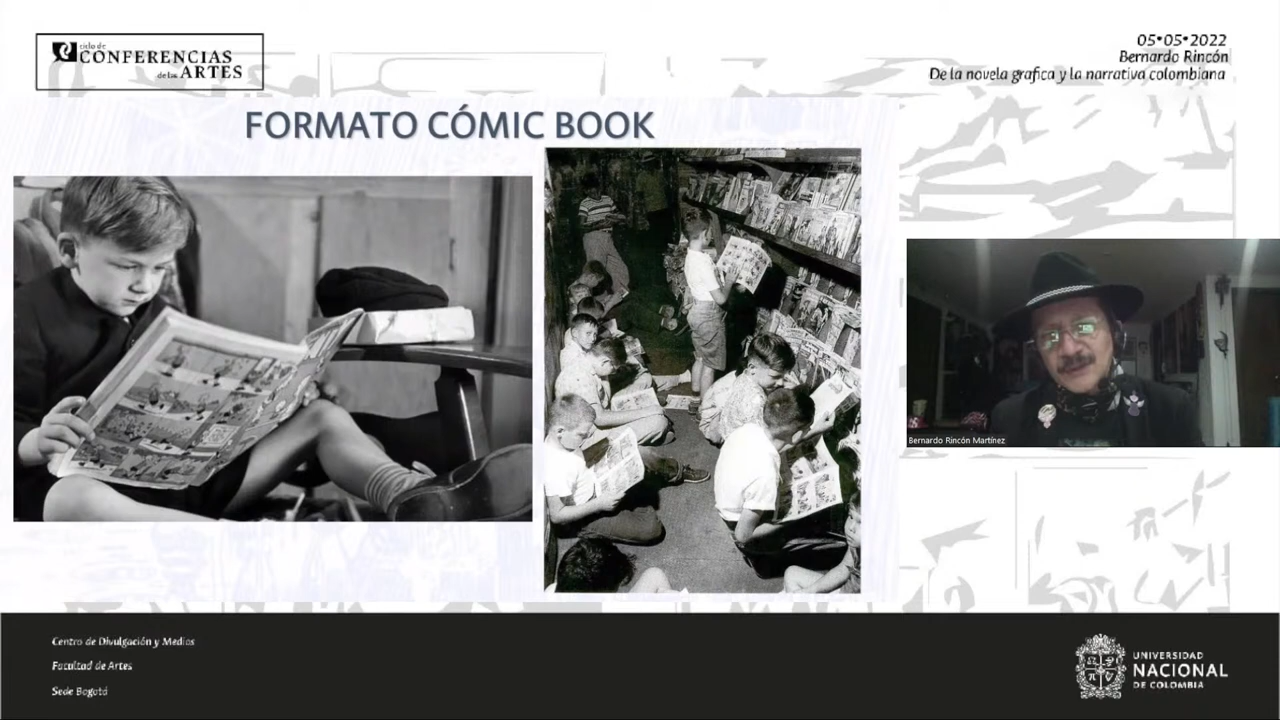 ciclo de
CONFERENCIAS
de las ARTES
05•05•2022
Bernardo Rincón
De la novela grafica y la narrativa colombiana
FORMATO CÓMIC BOOK
Bernardo Rincón Martínez
Centro de Divulgación y Medios
Facultad de Artes
Sede Bogotá
UNIVERSIDAD
NACIONAL
DE COLOMBIA